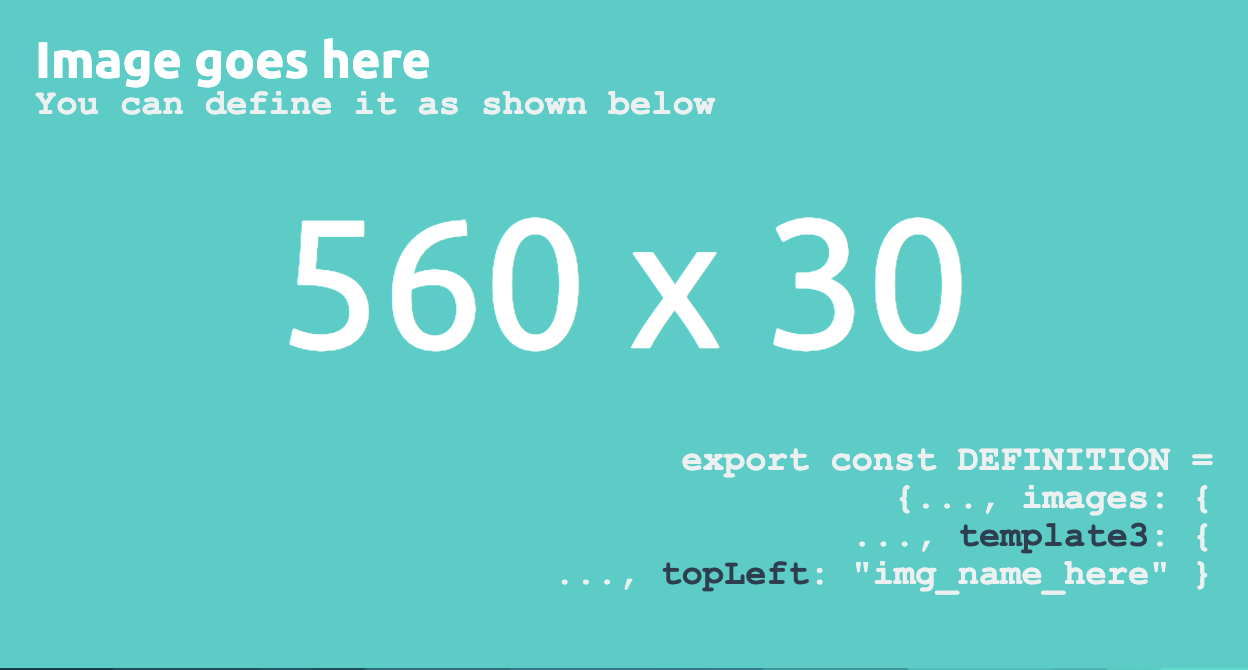 Image goes here
You can define it as shown below
560 x 30
export const DEFINITION =
{..., images: {
..., template3: {
..., topLeft: "img_name_here" }